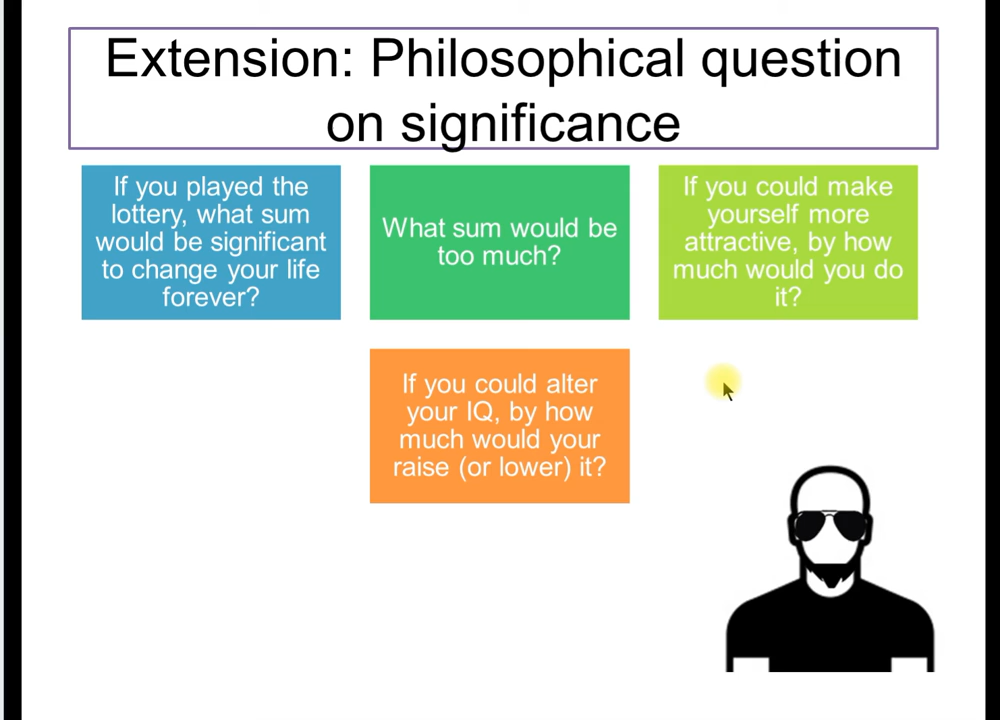 Extension: Philosophical question
on significance
If you played the
lottery, what sum
would be significant
to change your life
forever?
What sum would be
too much?
If you could make
yourself more
attractive, by how
much would you do
it?
If you could alter
your IQ, by how
much would your
raise (or lower) it?